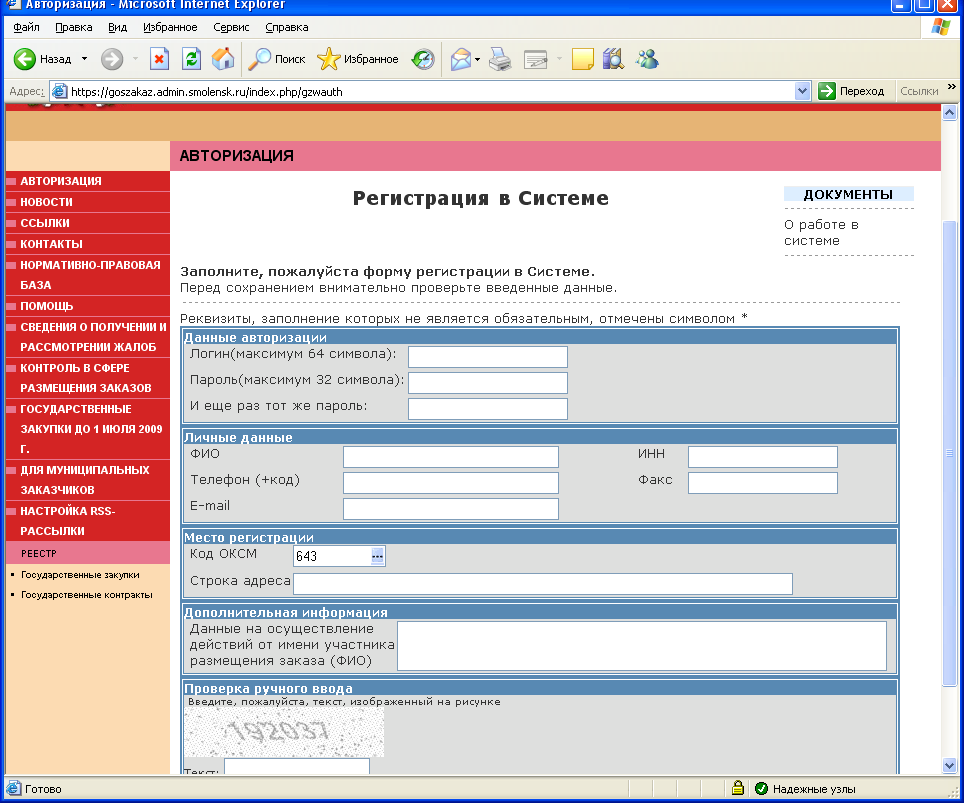 Авторизация - Microsoft Internet Explorer
Файл Правка Вид Избранное Сервис Справка
Назад Поиск Избранное
Адрес: https://goszakaz.admin.smolensk.ru/index.php/gzwauth Переход Ссылки »
АВТОРИЗАЦИЯ
АВТОРИЗАЦИЯ
НОВОСТИ
ССЫЛКИ
КОНТАКТЫ
НОРМАТИВНО-ПРАВОВАЯ
БАЗА
ПОМОЩЬ
СВЕДЕНИЯ О ПОЛУЧЕНИИ И
РАССМОТРЕНИИ ЖАЛОБ
КОНТРОЛЬ В СФЕРЕ
РАЗМЕЩЕНИЯ ЗАКАЗОВ
ГОСУДАРСТВЕННЫЕ
ЗАКУПКИ ДО 1 ИЮЛЯ 2009
Г.
ДЛЯ МУНИЦИПАЛЬНЫХ
ЗАКАЗЧИКОВ
НАСТРОЙКА RSS-
РАССЫЛКИ
РЕЕСТР
Государственные закупки
Государственные контракты
Регистрация в Системе
Заполните, пожалуйста форму регистрации в Системе.
Перед сохранением внимательно проверьте введенные данные.
Реквизиты, заполнение которых не является обязательным, отмечены символом *
Данные авторизации
Логин(максимум 64 символа):
Пароль(максимум 32 символа):
И еще раз тот же пароль:
Личные данные
ФИО ИНН
Телефон (+код) Факс
E-mail
Место регистрации
Код ОКСМ 643 ...
Строка адреса
Дополнительная информация
Данные на осуществление
действий от имени участника
размещения заказа (ФИО)
Проверка ручного ввода
Введите, пожалуйста, текст, изображенный на рисунке
195037
Текст:
ДОКУМЕНТЫ
О работе в
системе
Готово Надежные узлы